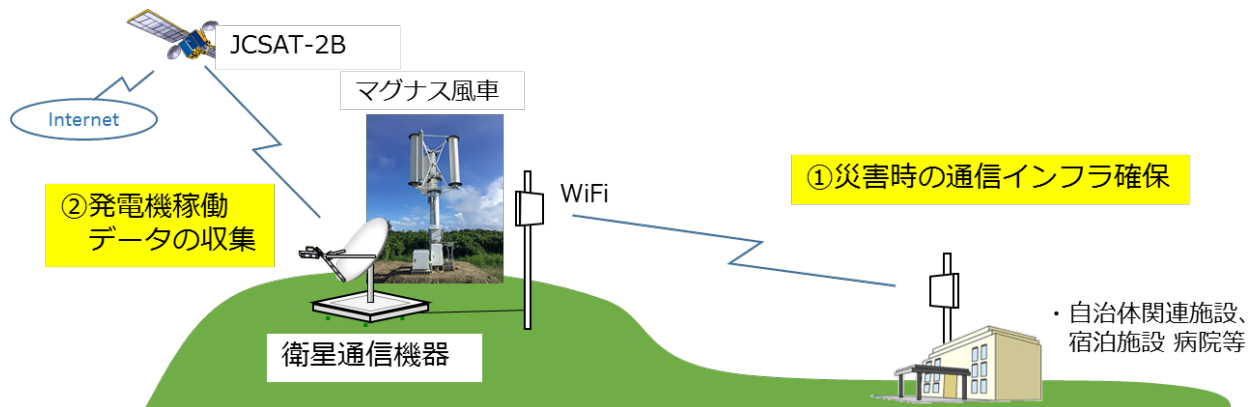 JCSAT-2B
マグナス風車
Internet
①災害時の通信インフラ確保
WiFi
②発電機稼働
データの収集
・自治体関連施設、
宿泊施設 病院等
衛星通信機器